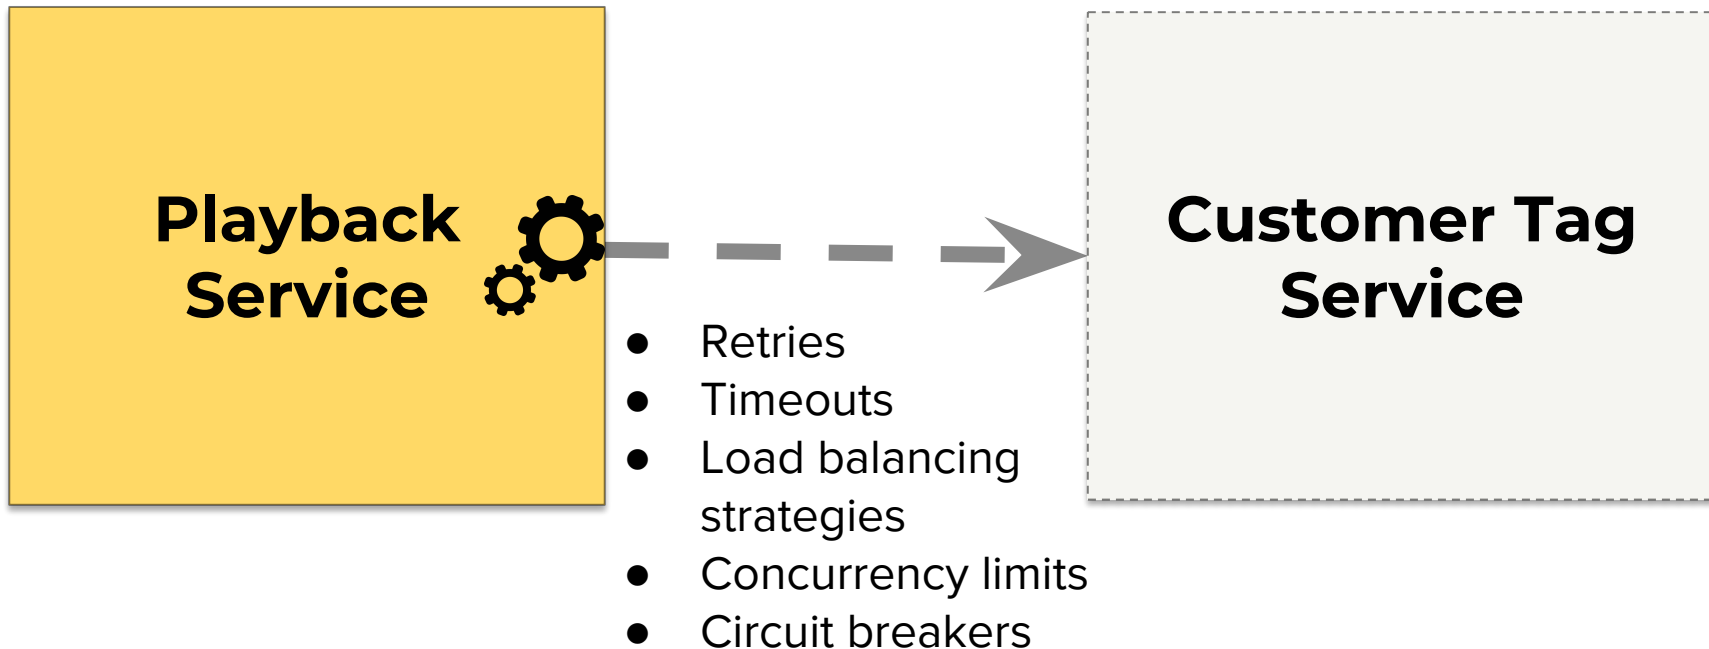 Playback
Service
Customer Tag
Service
● Retries
● Timeouts
● Load balancing
strategies
● Concurrency limits
● Circuit breakers